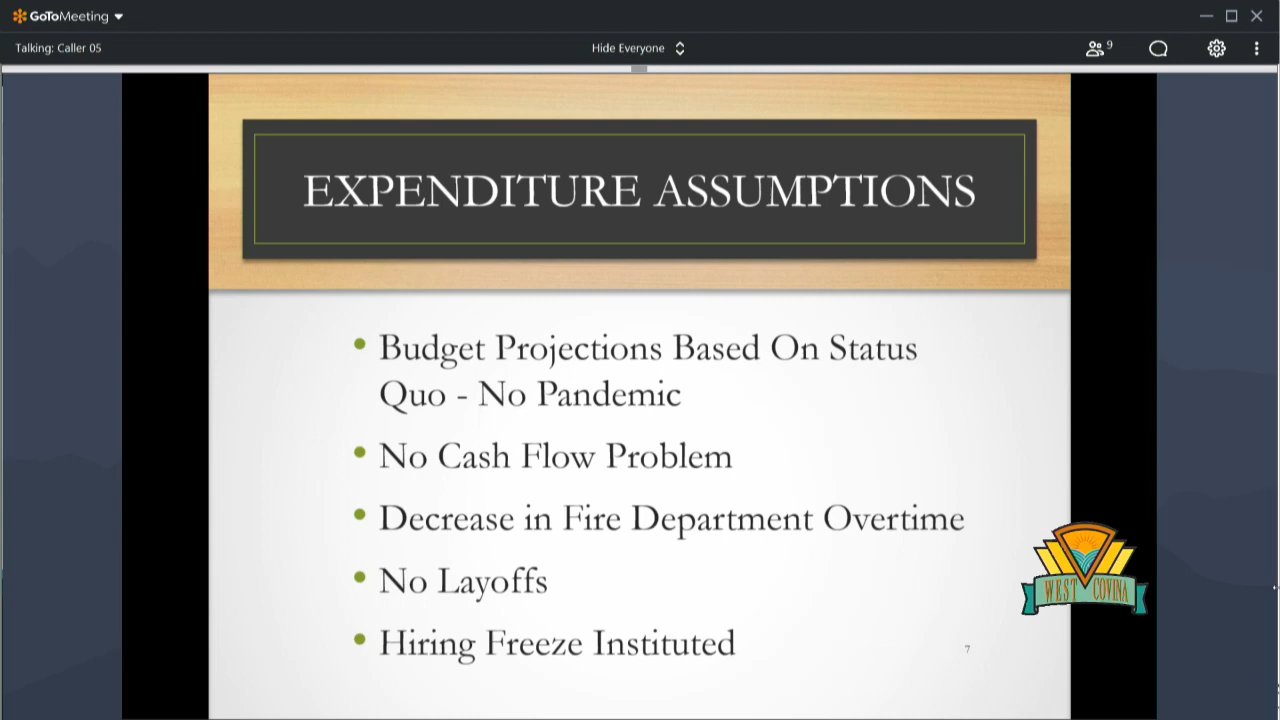 GoToMeeting
Talking: Caller 05
Hide Everyone
9
EXPENDITURE ASSUMPTIONS
• Budget Projections Based On Status
Quo - No Pandemic
• No Cash Flow Problem
• Decrease in Fire Department Overtime
• No Layoffs
• Hiring Freeze Instituted
WEST COVINA
7